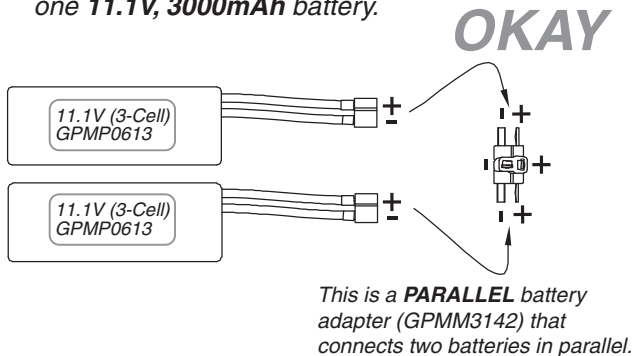 one 11.1V, 3000mAh battery.
OKAY
11.1V (3-Cell)
GPMP0613
+
-
- +
- +
11.1V (3-Cell)
GPMP0613
+
-
- +
This is a PARALLEL battery
adapter (GPMM3142) that
connects two batteries in parallel.